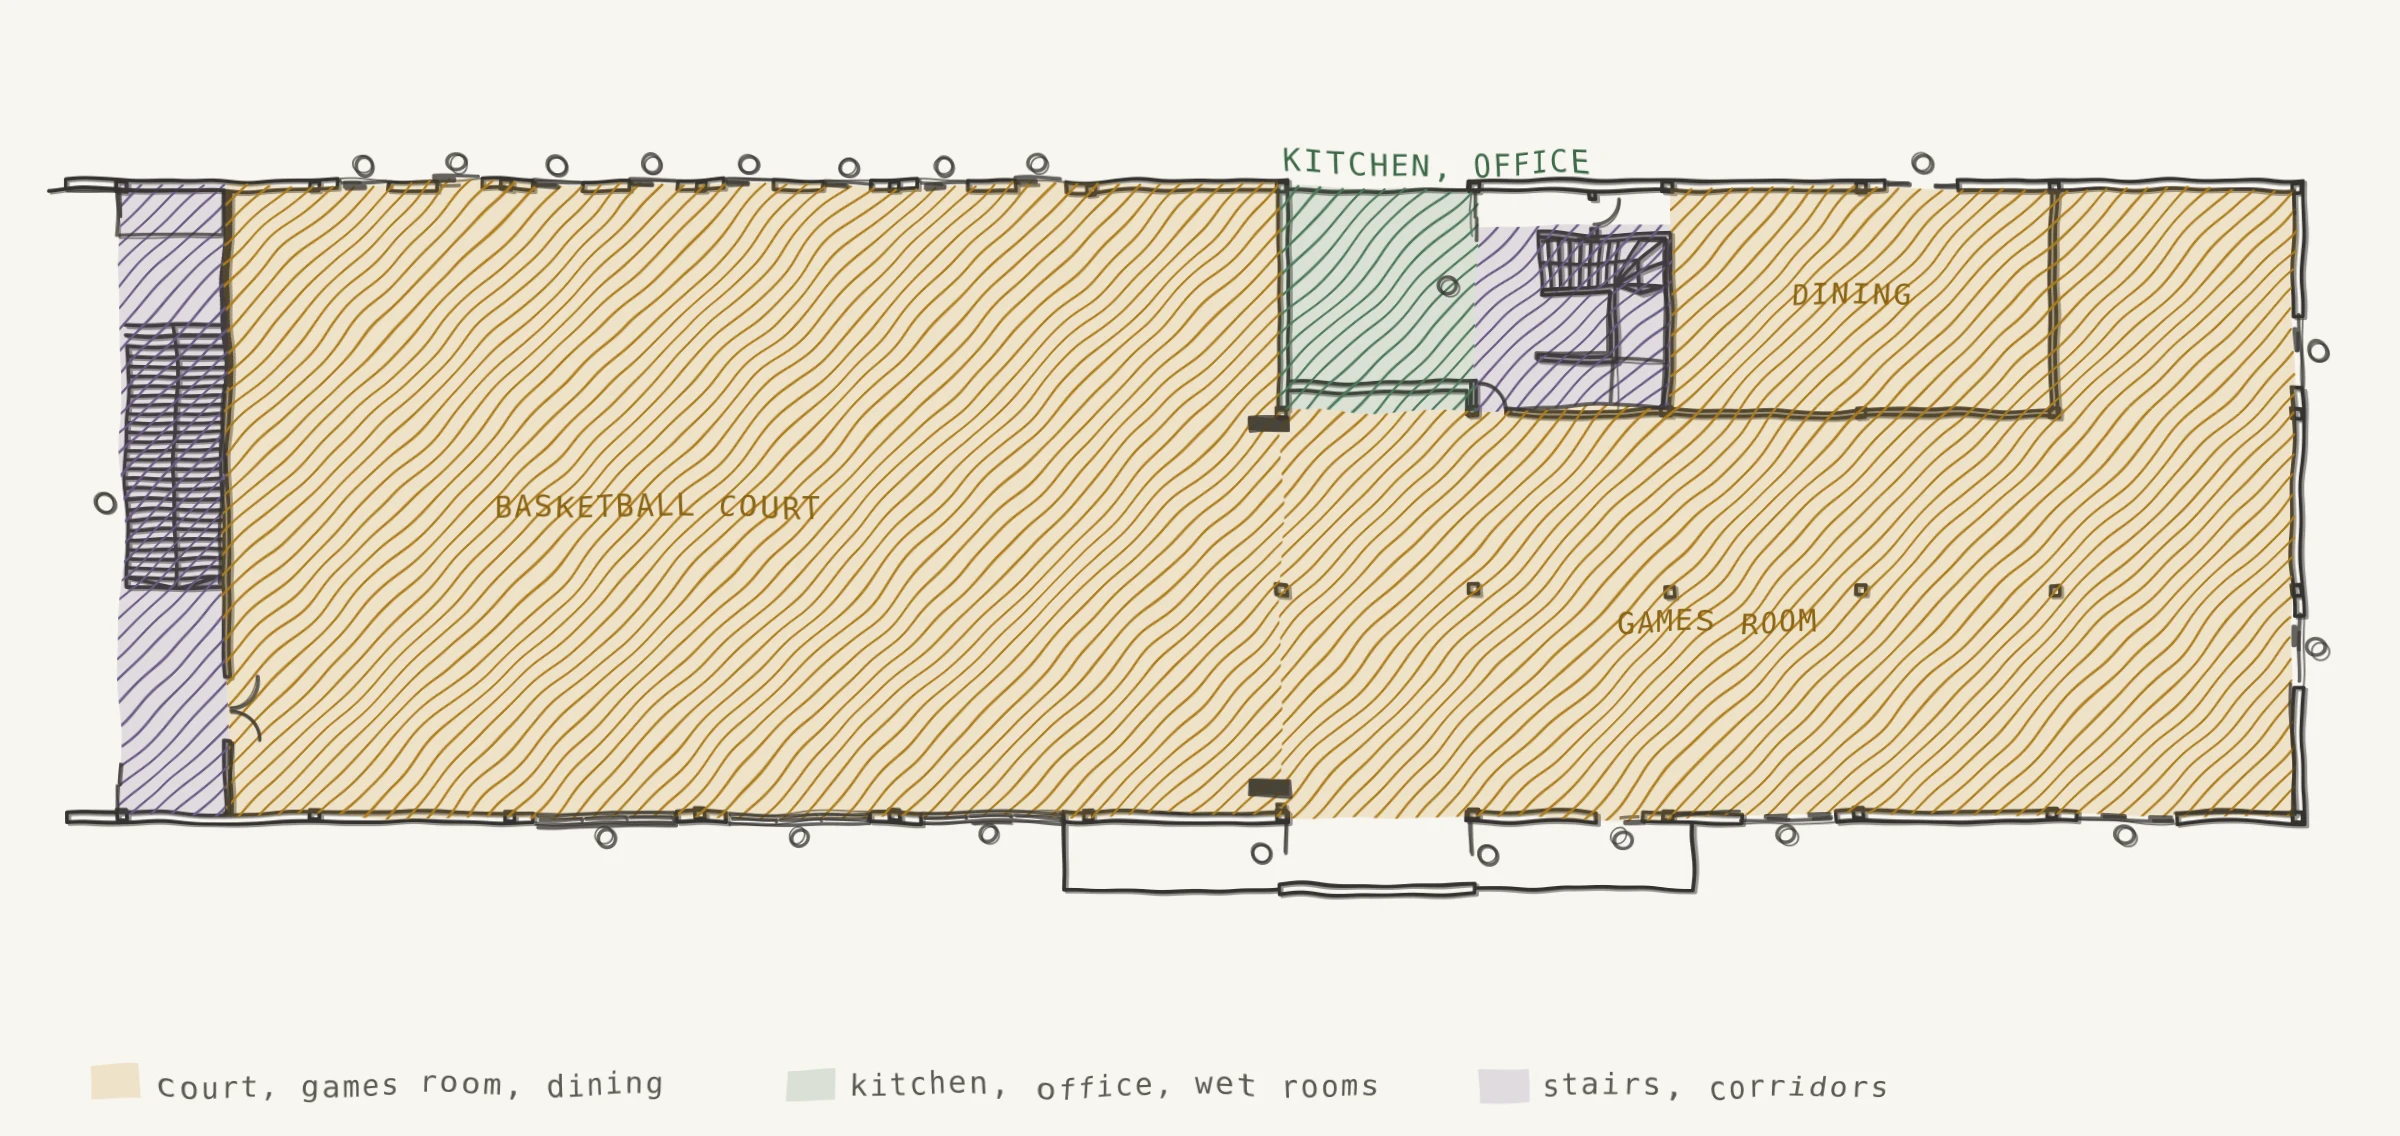 KITCHEN, OFFICE
DINING
BASKETBALL COURT
GAMES ROOM
court, games room, dining
kitchen, office, wet rooms
stairs, corridors